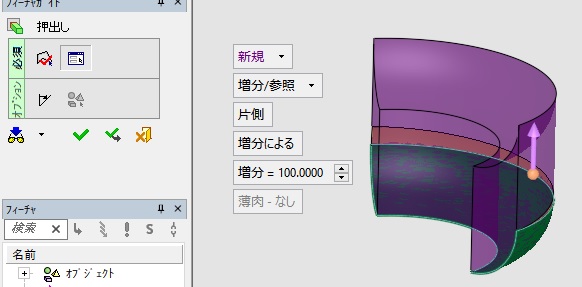 フィーチャガイド
押出し
必須
オプション
新規
増分/参照
片側
増分による
増分 = 100.0000
薄肉 - なし
フィーチャ
検索
S
名前
オブジェクト